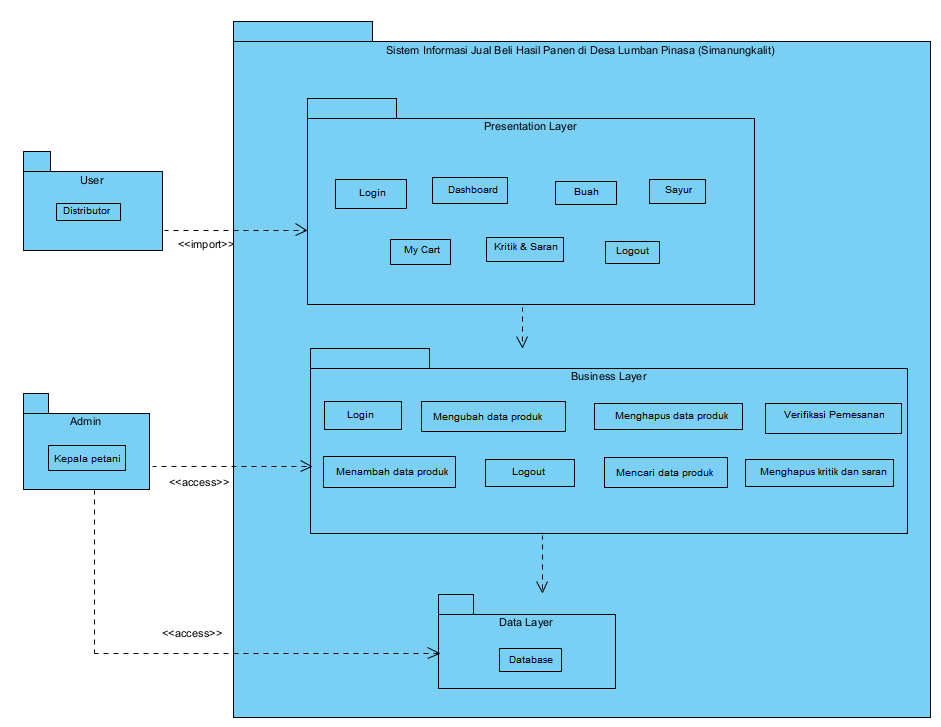 Sistem Informasi Jual Beli Hasil Panen di Desa Lumban Pinasa (Simanungkalit)
Presentation Layer
Login
Dashboard
Buah
Sayur
My Cart
Kritik & Saran
Logout
User
Distributor
<<import>>
Business Layer
Login
Mengubah data produk
Menghapus data produk
Verifikasi Pemesanan
Menambah data produk
Logout
Mencari data produk
Menghapus kritik dan saran
Admin
Kepala petani
<<access>>
<<access>>
Data Layer
Database